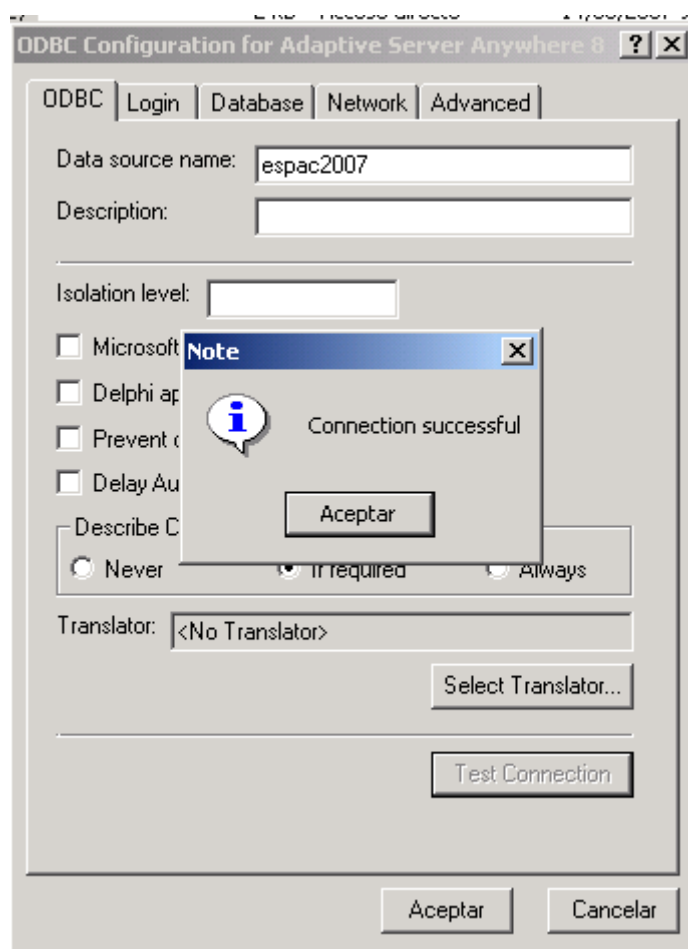 ODBC Configuration for Adaptive Server Anywhere 8
ODBC Login Database Network Advanced
Data source name: espac2007
Description:
Isolation level:
Microsoft
Note
Delphi
Connection successful
Prevent
Delay
Aceptar
Describe
Never If required Always
Translator: <No Translator>
Select Translator...
Test Connection
Aceptar Cancelar